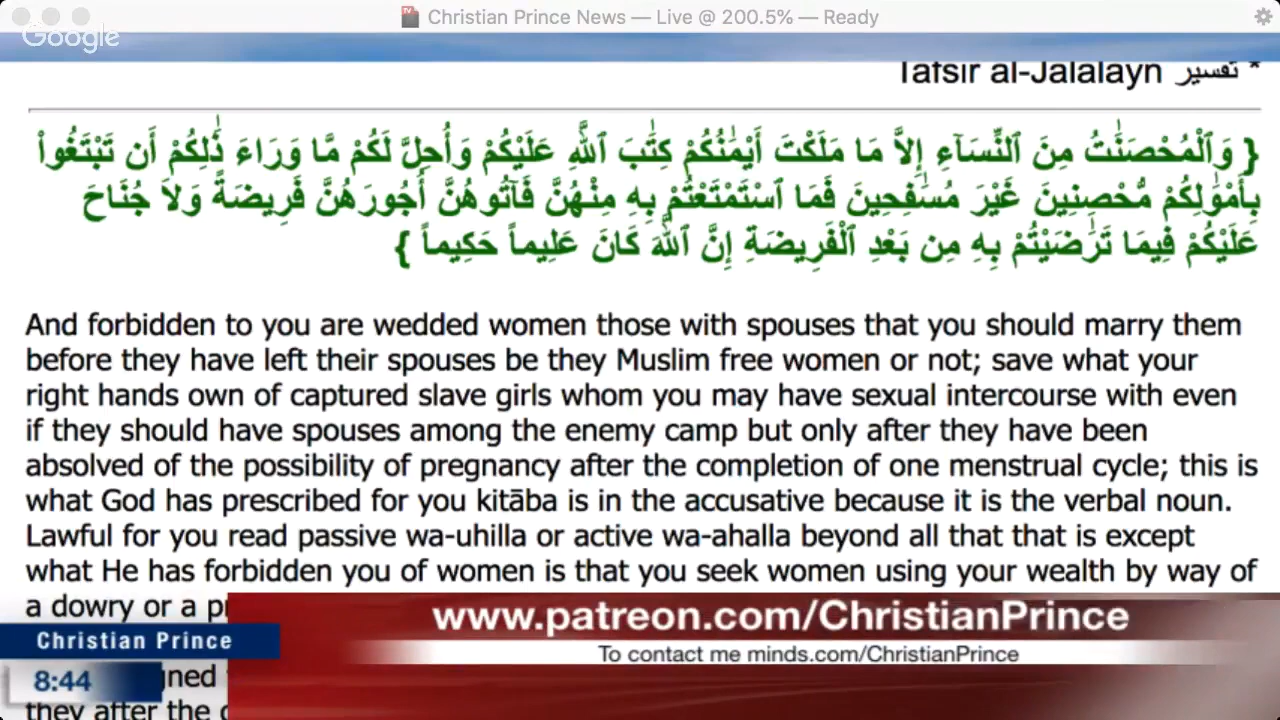 Christian Prince News — Live @ 200.5% — Ready
Google
* تفسير Tafsir al-Jalalayn
{ وَٱلْمُحْصَنَٰتُ مِنَ ٱلنِّسَآءِ إِلاَّ مَا مَلَكْتَ أَيْمَٰنُكُمْ كِتَٰبَ ٱللَّهِ عَلَيْكُمْ وَأُحِلَّ لَكُمْ مَّا وَرَاءَ ذَٰلِكُمْ أَن تَبْتَغُواْ
بِأَمْوَٰلِكُمْ مُّحْصِنِينَ غَيْرَ مُسَٰفِحِينَ فَمَا ٱسْتَمْتَعْتُمْ بِهِ مِنْهُنَّ فَآتُوهُنَّ أُجُورَهُنَّ فَرِيضَةً وَلاَ جُنَاحَ
عَلَيْكُمْ فِيمَا تَرَٰضَيْتُمْ بِهِ مِن بَعْدِ ٱلْفَرِيضَةِ إِنَّ ٱللَّهَ كَانَ عَلِيماً حَكِيماً }
And forbidden to you are wedded women those with spouses that you should marry them
before they have left their spouses be they Muslim free women or not; save what your
right hands own of captured slave girls whom you may have sexual intercourse with even
if they should have spouses among the enemy camp but only after they have been
absolved of the possibility of pregnancy after the completion of one menstrual cycle; this is
what God has prescribed for you kitāba is in the accusative because it is the verbal noun.
Lawful for you read passive wa-uhilla or active wa-ahalla beyond all that that is except
what He has forbidden you of women is that you seek women using your wealth by way of
a dowry or a
www.patreon.com/ChristianPrince
Christian Prince
To contact me minds.com/ChristianPrince
8:44
they after the